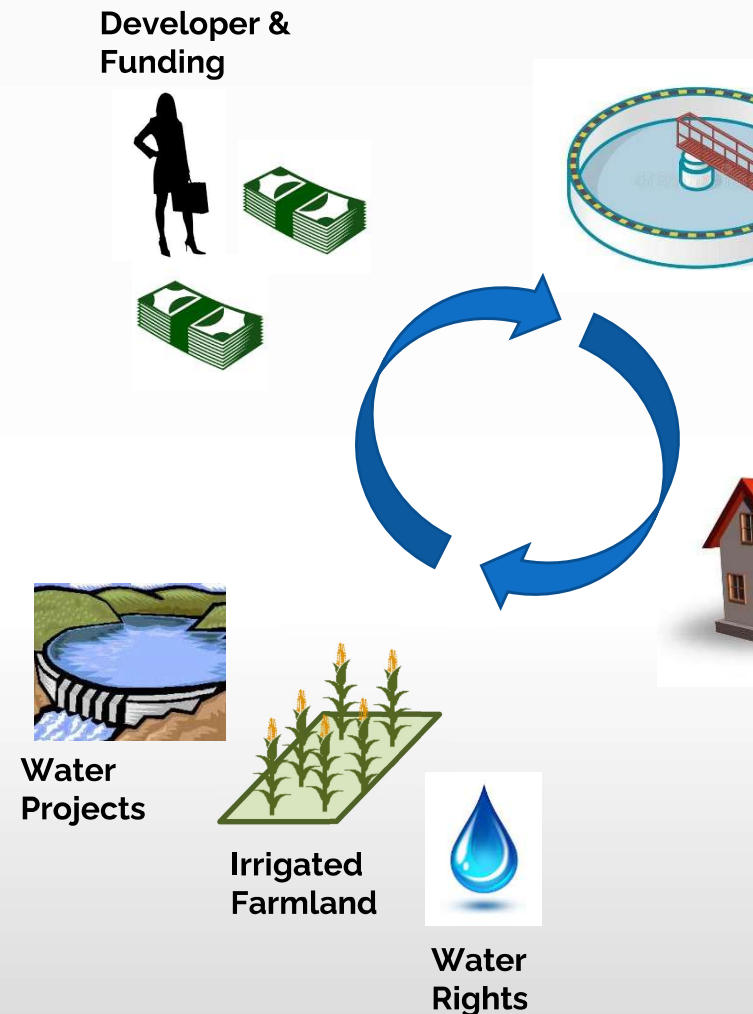 Developer &
Funding
Water
Projects
Irrigated
Farmland
Water
Rights